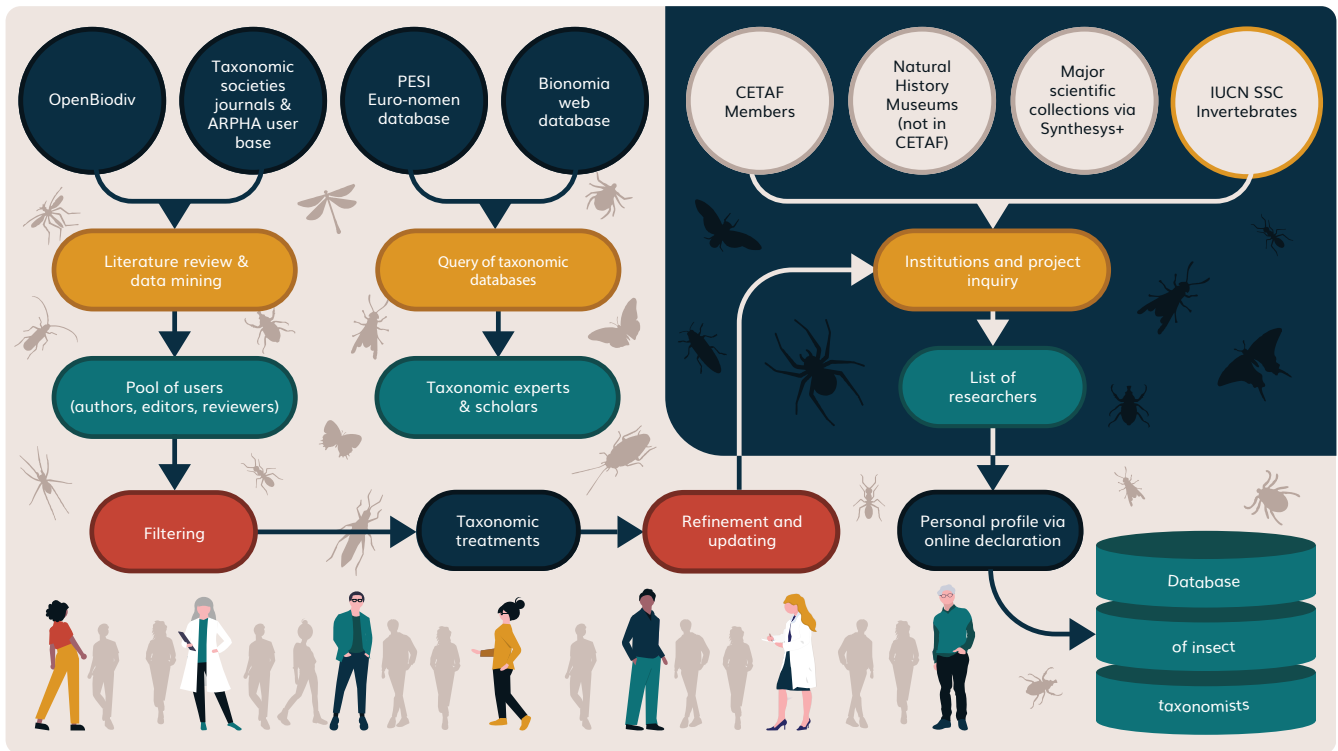 OpenBiodiv
Taxonomic
societies
journals &
ARPHA user
base
PESI
Euro-nomen
database
Bionomia
web
database
CETAF
Members
Natural
History
Museums
(not in
CETAF)
Major
scientific
collections via
Synthesys+
IUCN SSC
Invertebrates
Literature review &
data mining
Query of taxonomic
databases
Institutions and project
inquiry
Pool of users
(authors, editors, reviewers)
Taxonomic experts
& scholars
List of
researchers
Filtering
Taxonomic
treatments
Refinement and
updating
Personal profile via
online declaration
Database
of insect
taxonomists